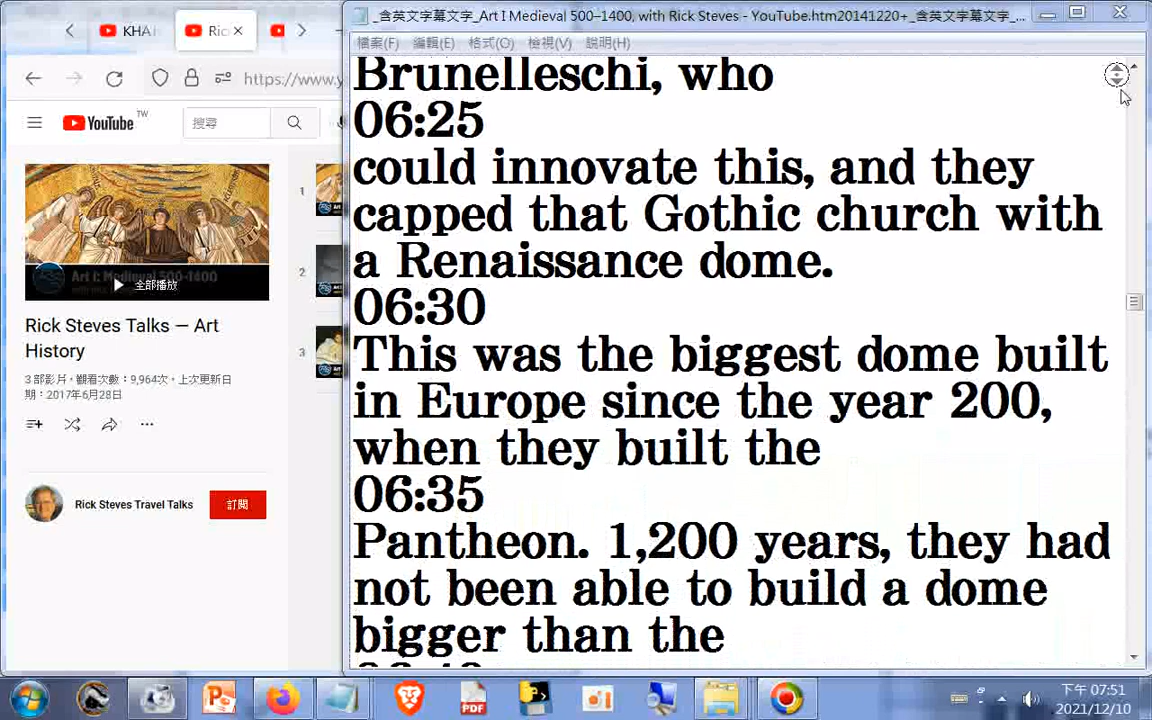 KHA
Ric
https://www.y
YouTube TW
搜尋
Art I: Medieval 500-1400
全部播放
Rick Steves Talks — Art
History
3 部影片，觀看次數：9,964次，上次更新日
期：2017年6月28日
Rick Steves Travel Talks
訂閱
1
2
3
_含英文字幕文字_Art I Medieval 500–1400, with Rick Steves - YouTube.htm20141220+_含英文字幕文字_...
檔案(F) 編輯(E) 格式(O) 檢視(V) 說明(H)
Brunelleschi, who
06:25
could innovate this, and they
capped that Gothic church with
a Renaissance dome.
06:30
This was the biggest dome built
in Europe since the year 200,
when they built the
06:35
Pantheon. 1,200 years, they had
not been able to build a dome
bigger than the
PDF
下午 07:51
2021/12/10